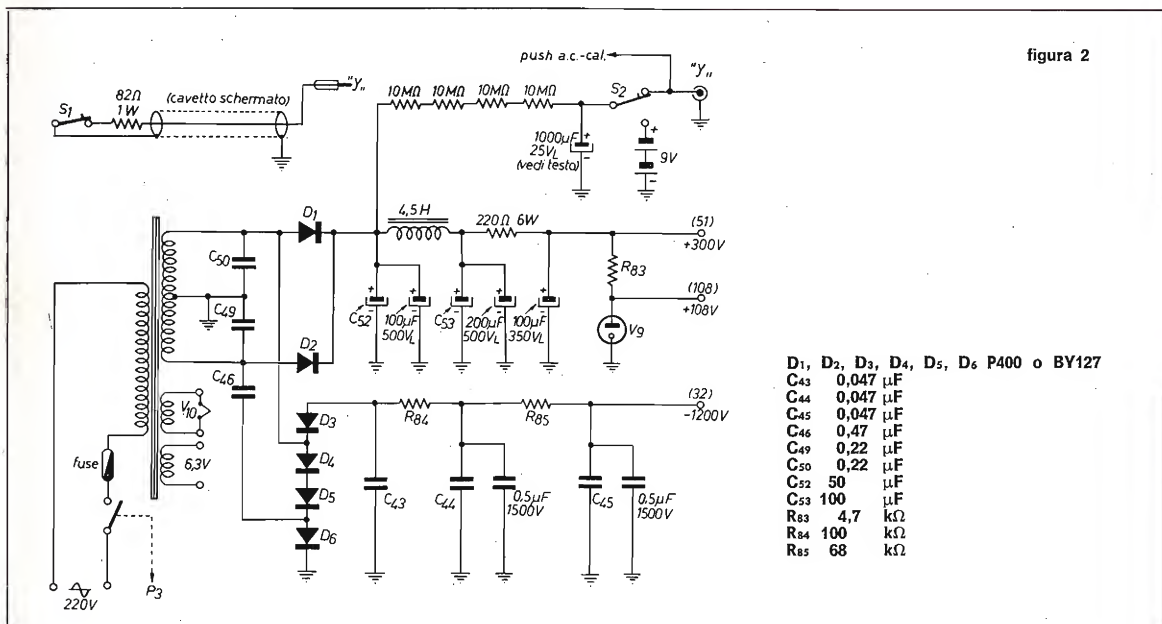 figura 2
push a.c.-cal.
"Y"
10MΩ 10MΩ 10MΩ 10MΩ
S2
"Y"
82Ω
1W
(cavetto schermato)
S1
1000µF
25VL
(vedi testo)
+
-
+
9V
-
D1
4,5 H
220Ω 6W
(51)
+300V
C50
R83
C49
C52
+
-
100µF
500VL
C53
+
-
200µF
500VL
+
-
100µF
350VL
(108)
+108V
V9
D2
C46
V10
6,3V
fuse
D3
D4
D5
D6
R84
R85
(32)
-1200V
C43
C44
0,5µF
1500V
C45
0,5µF
1500V
220V
P3
D1, D2, D3, D4, D5, D6 P400 o BY127
C43 0,047 µF
C44 0,047 µF
C45 0,047 µF
C46 0,47 µF
C49 0,22 µF
C50 0,22 µF
C52 50 µF
C53 100 µF
R83 4,7 kΩ
R84 100 kΩ
R85 68 kΩ